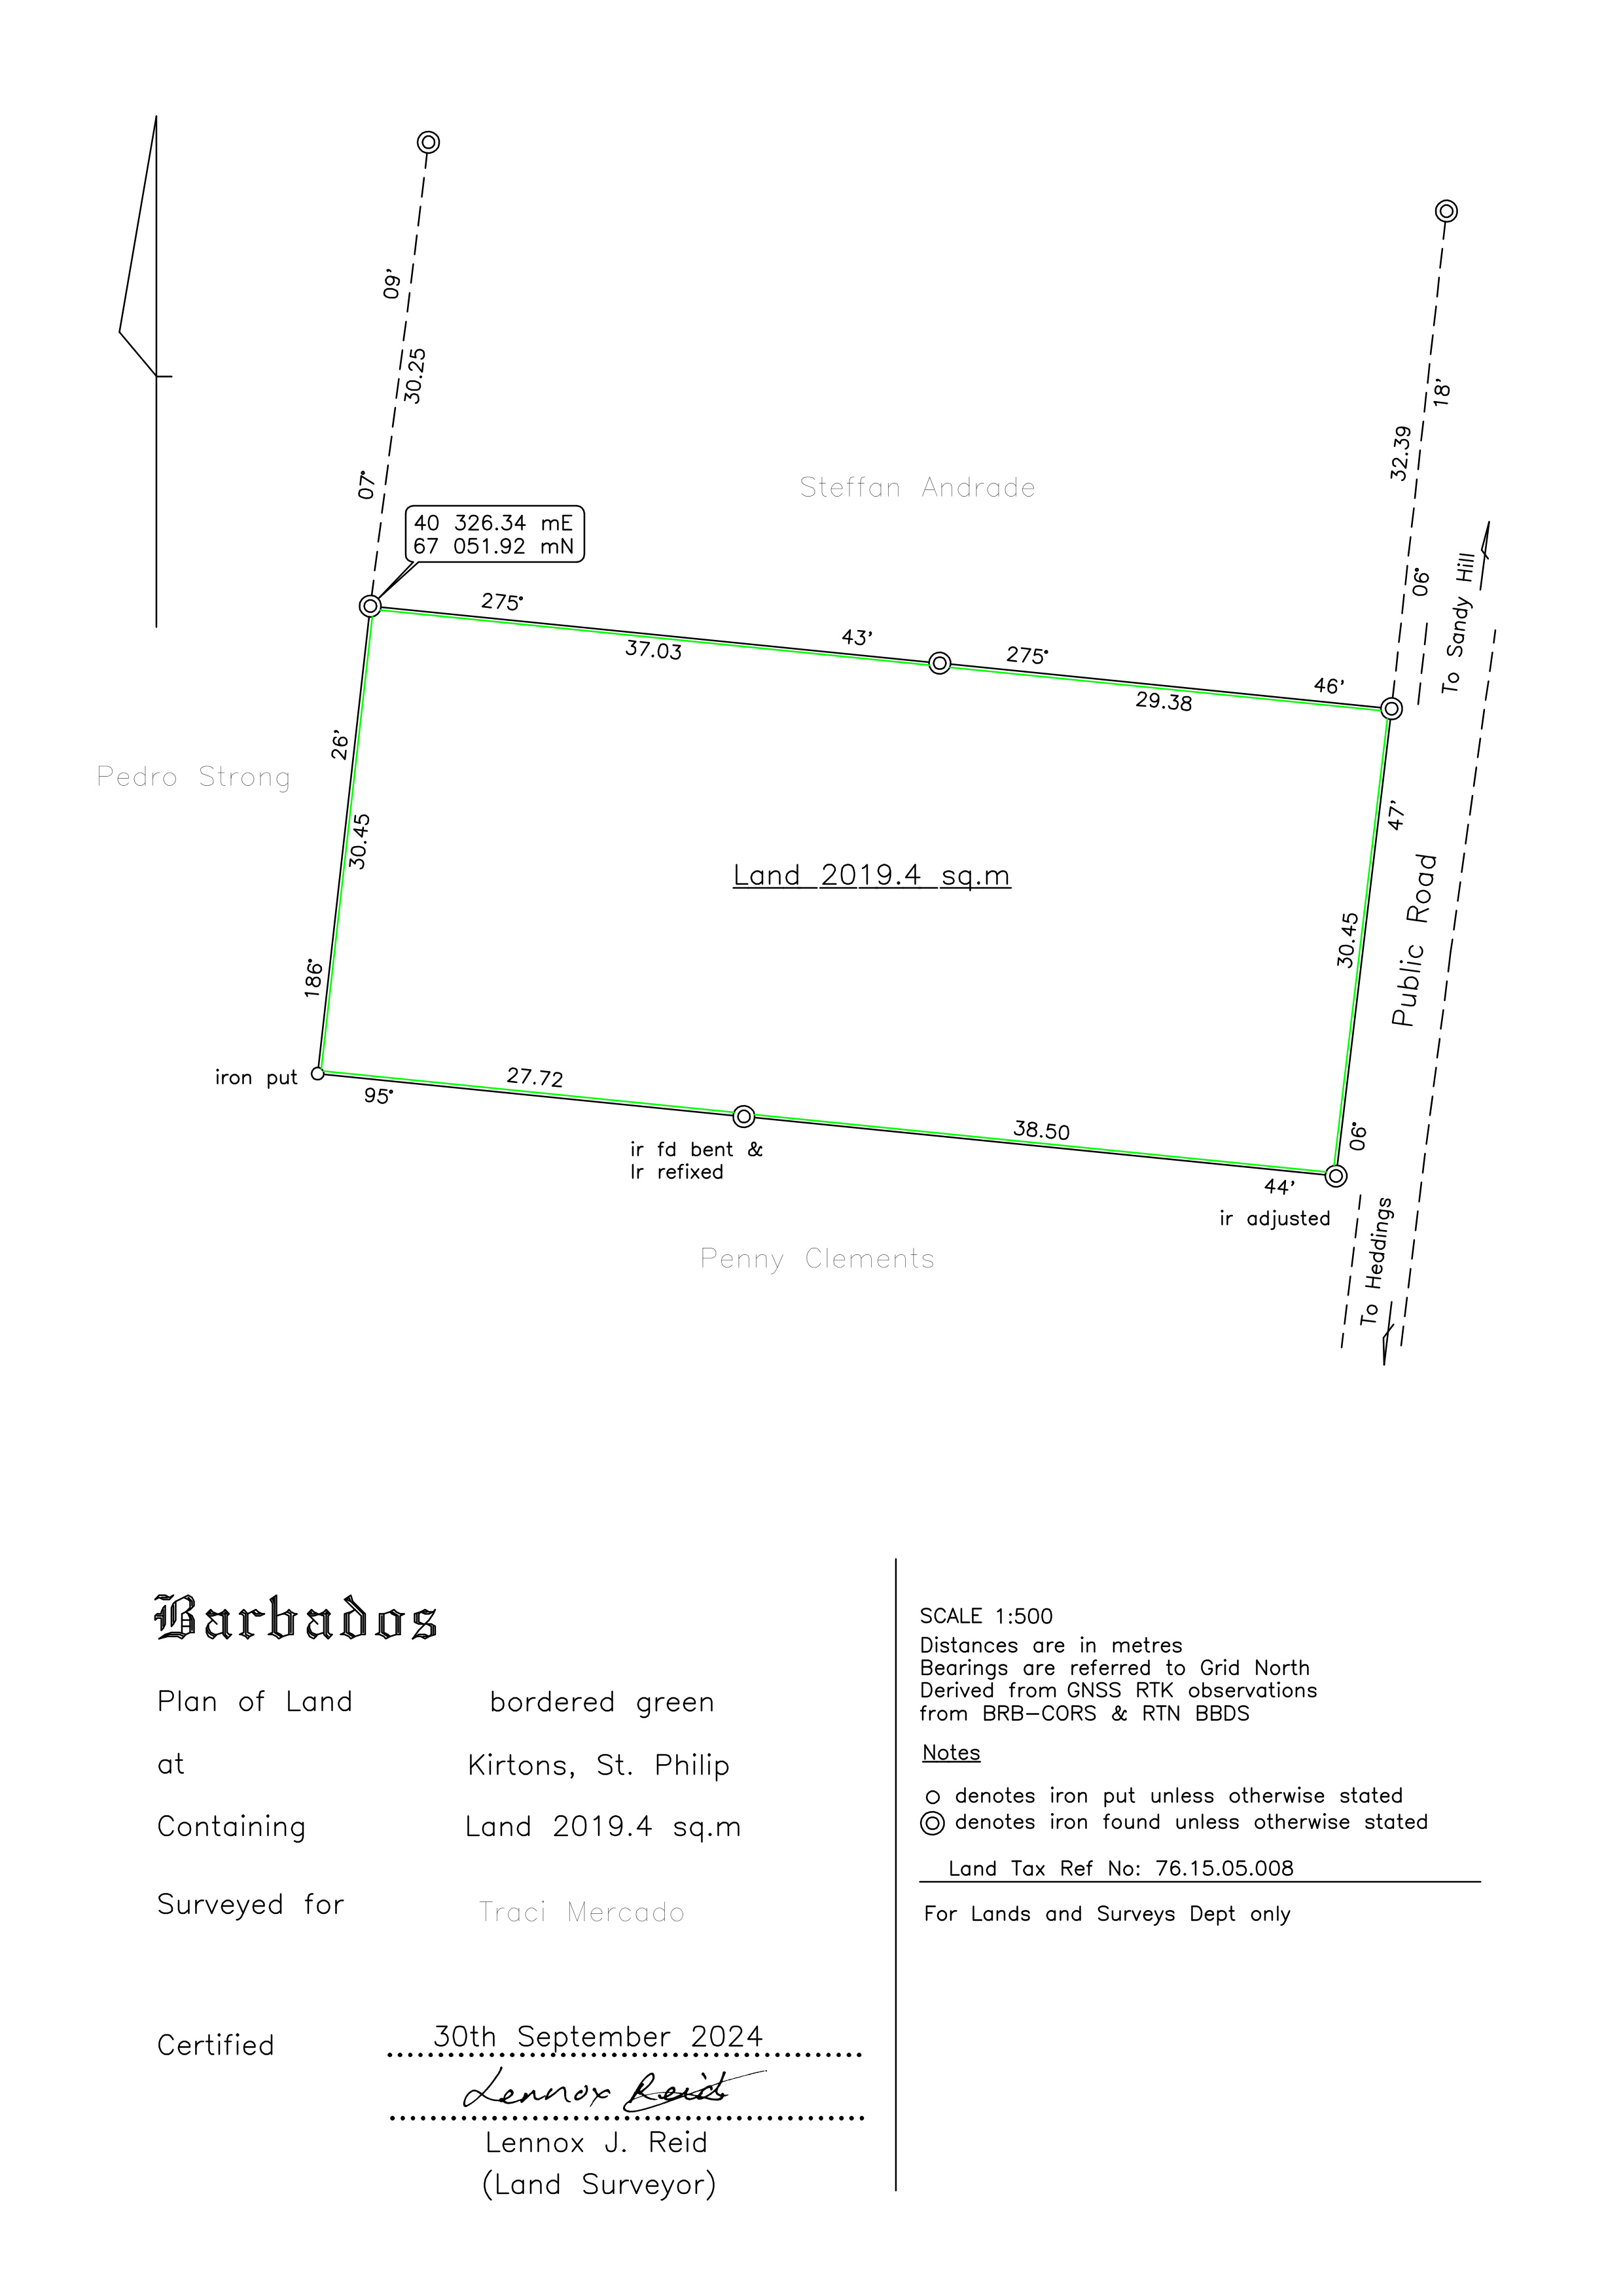 09'
30.25
07°
18'
32.39
06°
Steffan Andrade
40 326.34 mE
67 051.92 mN
To Sandy Hill
275°
37.03
43'
275°
29.38
46'
26'
Pedro Strong
30.45
186°
Land 2019.4 sq.m
47'
30.45
Public Road
06°
iron put
95°
27.72
ir fd bent &
Ir refixed
38.50
44'
ir adjusted
To Heddings
Penny Clements
Barbados
Plan of Land bordered green
at Kirtons, St. Philip
Containing Land 2019.4 sq.m
Surveyed for Traci Mercado
Certified 30th September 2024
Lennox Reid
Lennox J. Reid
(Land Surveyor)
SCALE 1:500
Distances are in metres
Bearings are referred to Grid North
Derived from GNSS RTK observations
from BRB-CORS & RTN BBDS
Notes
denotes iron put unless otherwise stated
denotes iron found unless otherwise stated
Land Tax Ref No: 76.15.05.008
For Lands and Surveys Dept only